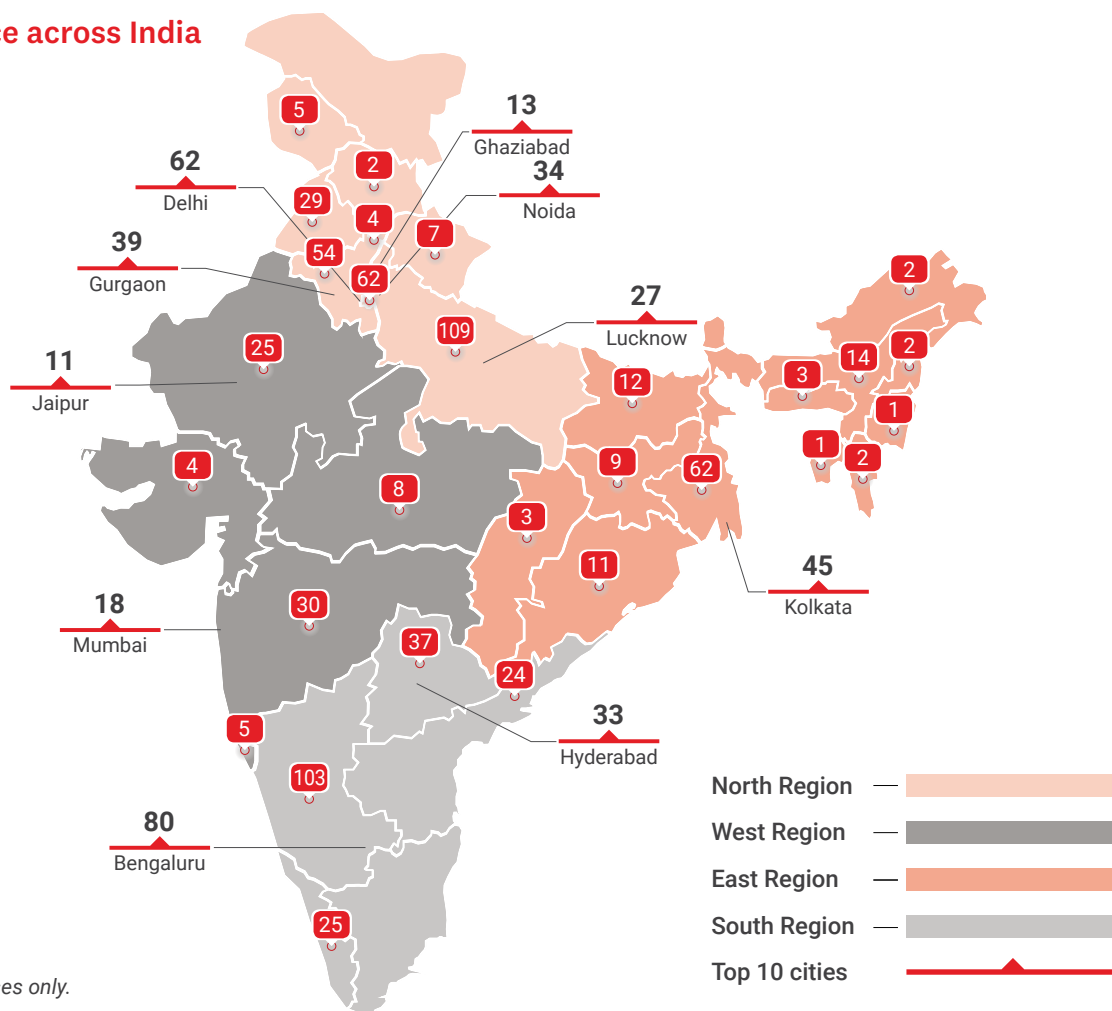 ce across India
5
13
Ghaziabad
62
Delhi
2
34
Noida
29
4
7
39
Gurgaon
54
62
2
27
Lucknow
109
25
14
2
11
Jaipur
12
3
1
4
9
62
1
2
8
3
11
45
Kolkata
18
Mumbai
30
37
24
5
33
Hyderabad
103
North Region
80
Bengaluru
West Region
East Region
25
South Region
Top 10 cities
es only.